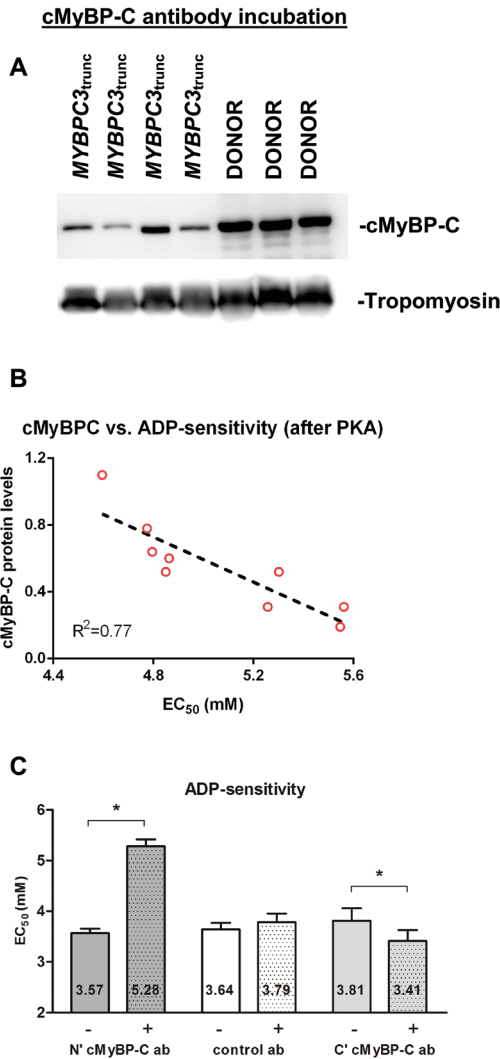 cMyBP-C antibody incubation
A
MYBPC3trunc
MYBPC3trunc
MYBPC3trunc
MYBPC3trunc
DONOR
DONOR
DONOR
-cMyBP-C
-Tropomyosin
B
cMyBPC vs. ADP-sensitivity (after PKA)
cMyBP-C protein levels
1.2
0.8
0.4
0.0
R2=0.77
4.4 4.8 5.2 5.6
EC50 (mM)
C
ADP-sensitivity
EC50 (mM)
6
5
4
3
2
* *
3.57 5.28 3.64 3.79 3.81 3.41
- + - + - +
N' cMyBP-C ab control ab C' cMyBP-C ab